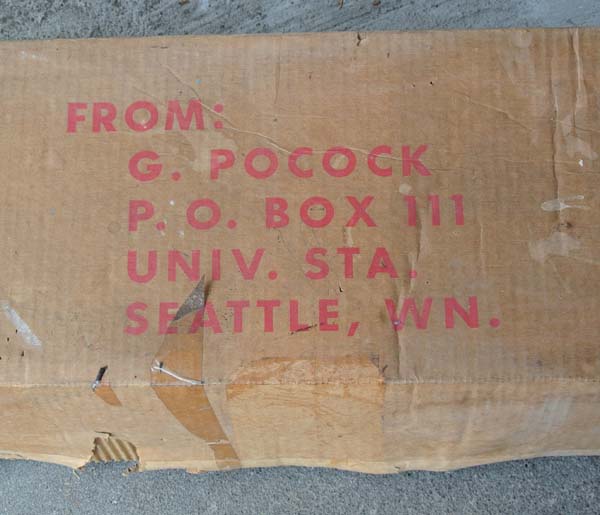 FROM:
G. POCOCK
P. O. BOX 111
UNIV. STA.
SEATTLE, WN.